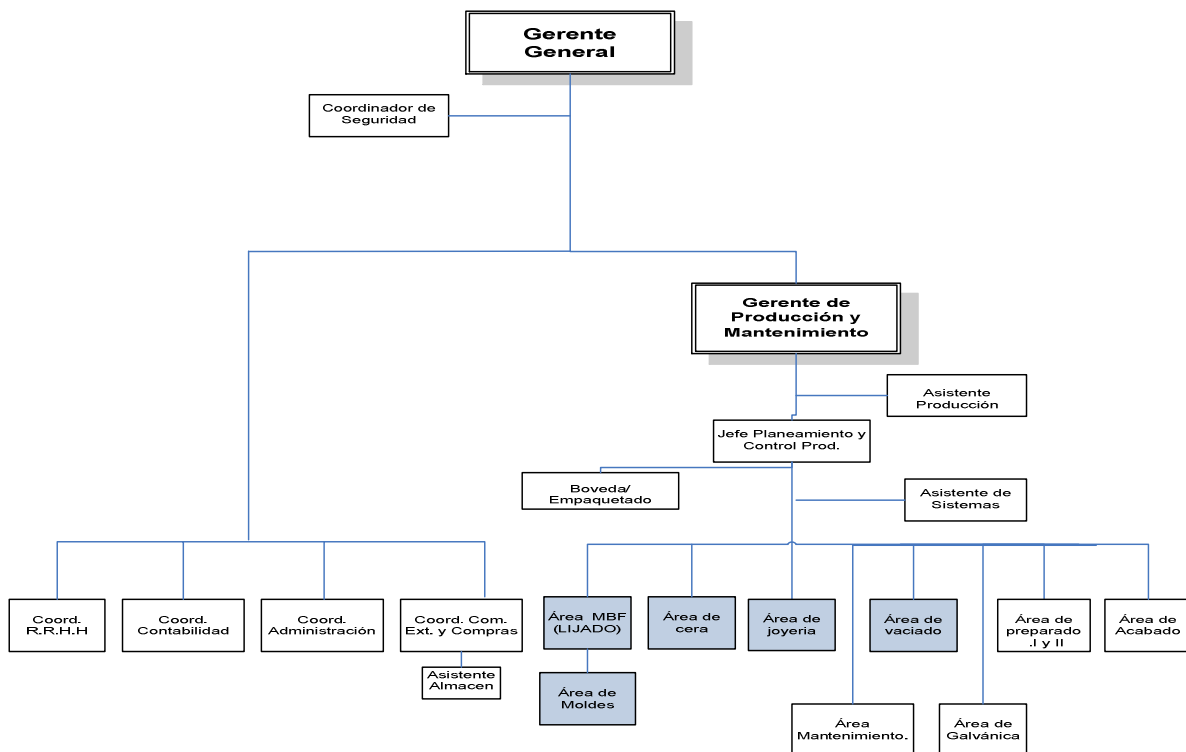 Gerente
General
Coordinador de
Seguridad
Gerente de
Producción y
Mantenimiento
Asistente
Producción
Jefe Planeamiento y
Control Prod.
Boveda/
Empaquetado
Asistente de
Sistemas
Coord.
R.R.H.H
Coord.
Contabilidad
Coord.
Administración
Coord. Com.
Ext. y Compras
Asistente
Almacen
Área MBF
(LIJADO)
Área de
Moldes
Área de
cera
Área de
joyeria
Área de
vaciado
Área de
preparado
.I y II
Área de
Acabado
Área
Mantenimiento.
Área de
Galvánica